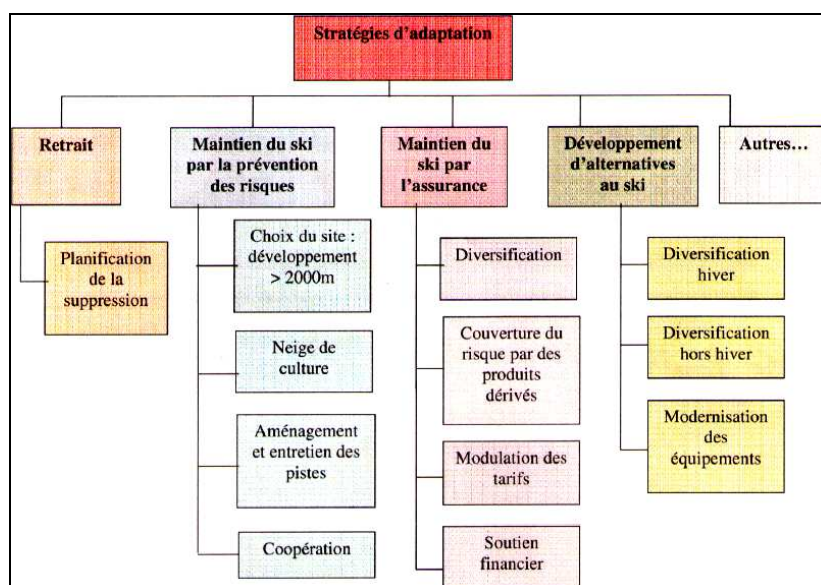 Stratégies d'adaptation
Retrait
Planification
de la
suppression
Maintien du ski
par la prévention
des risques
Choix du site :
développement
> 2000m
Neige de
culture
Aménagement
et entretien des
pistes
Coopération
Maintien du
ski par
l'assurance
Diversification
Couverture du
risque par des
produits
dérivés
Modulation des
tarifs
Soutien
financier
Développement
d'alternatives
au ski
Diversification
hiver
Diversification
hors hiver
Modernisation
des
équipements
Autres…